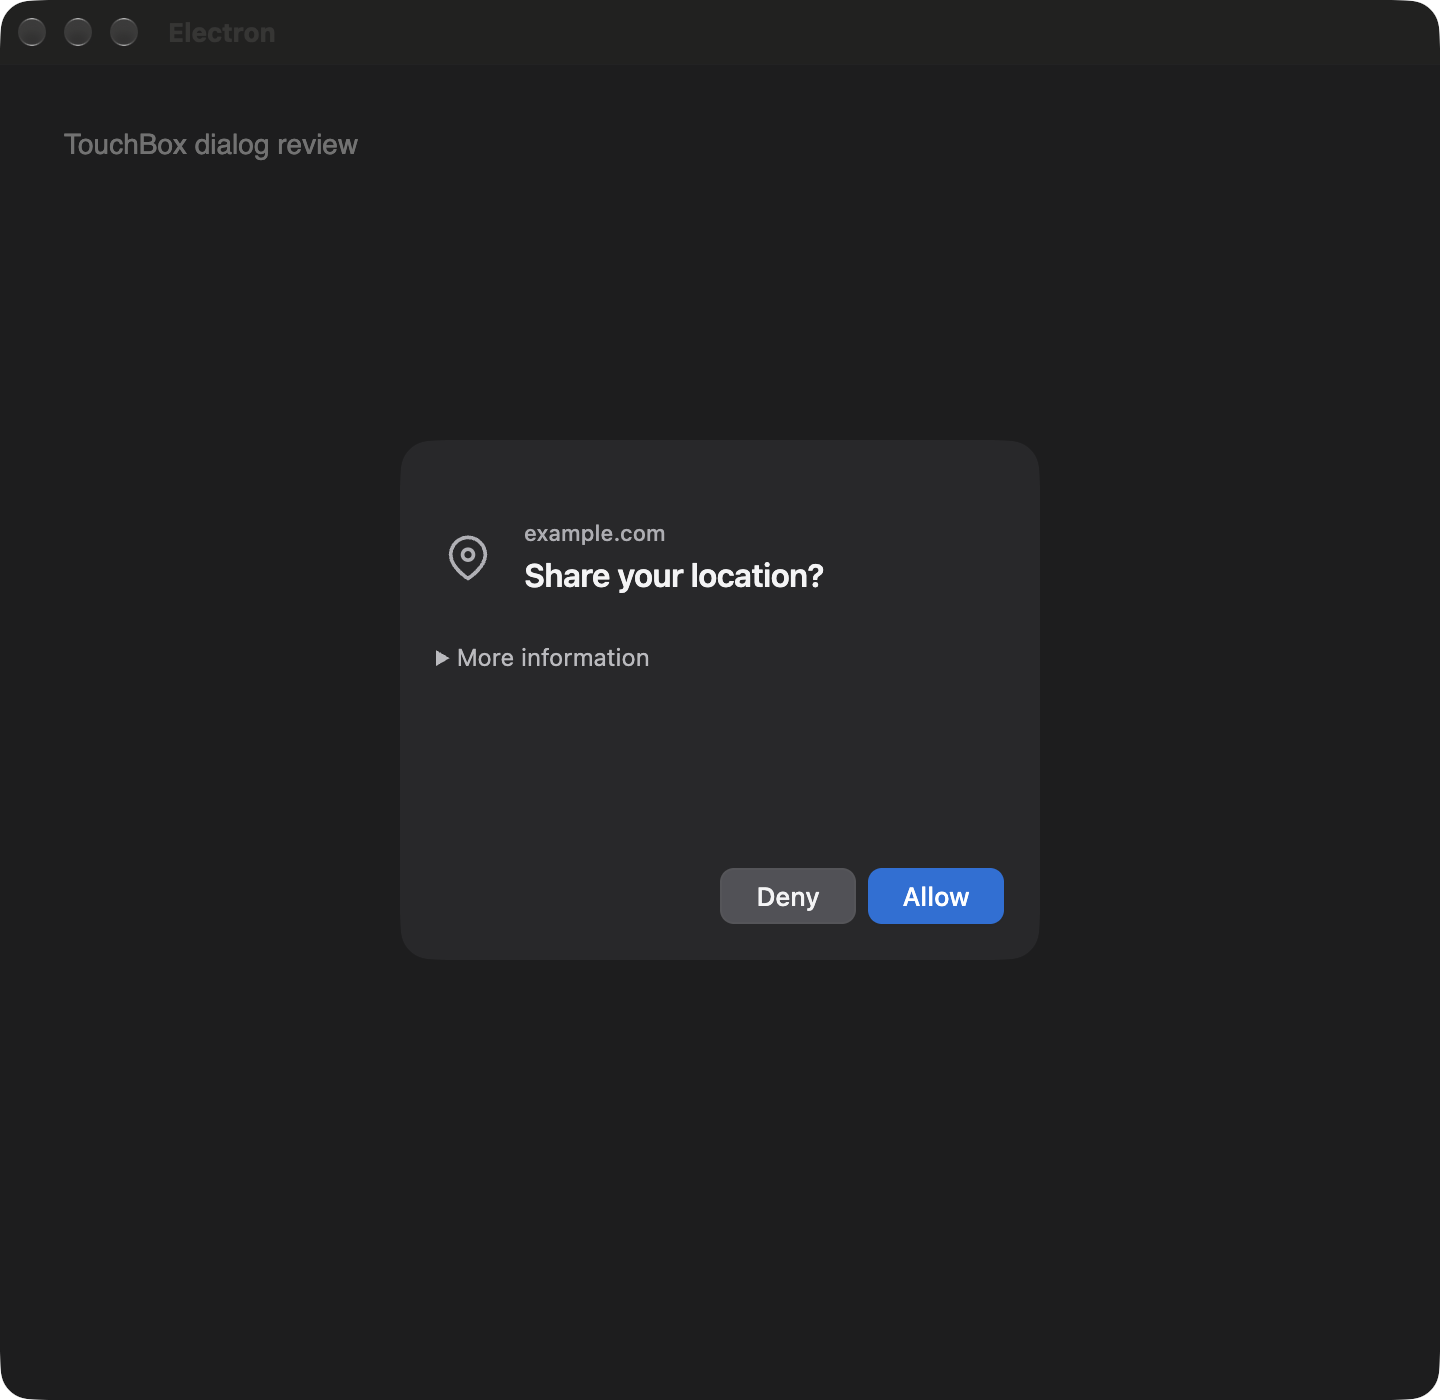 Electron
TouchBox dialog review
example.com
Share your location?
More information
Deny
Allow